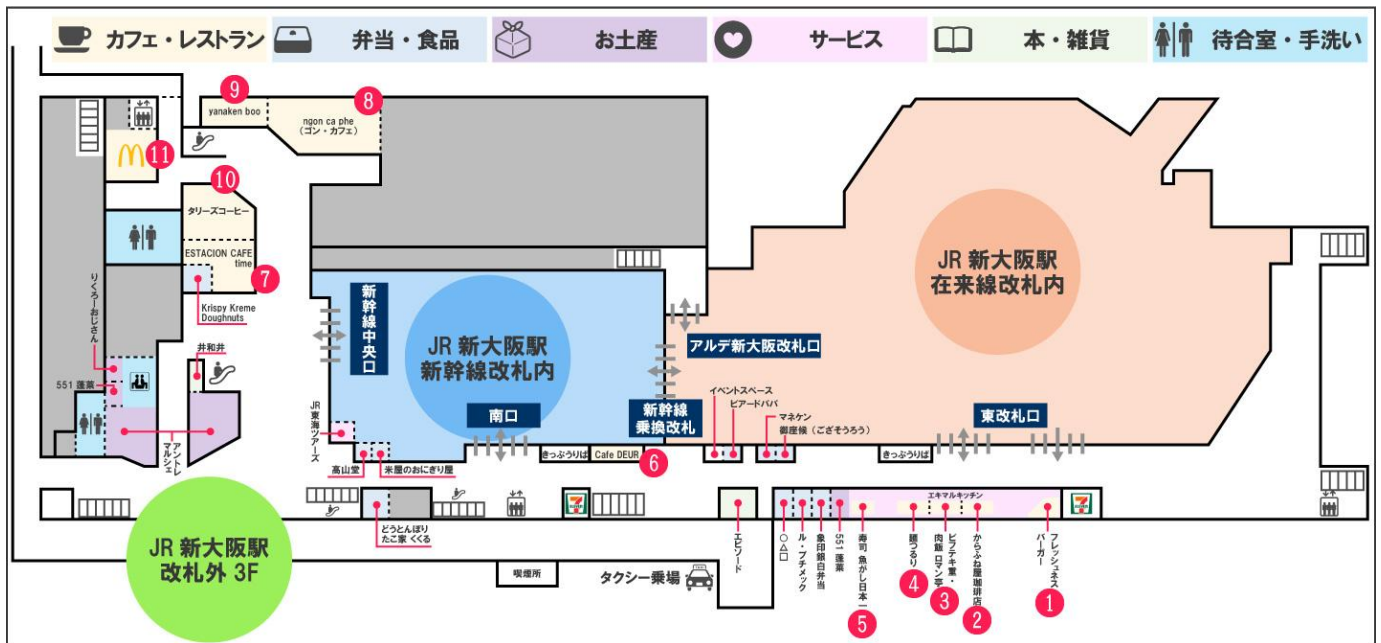 カフェ・レストラン
弁当・食品
お土産
サービス
本・雑貨
待合室・手洗い
9
yanaken boo
8
ngon ca phe
（ゴン・カフェ）
11
10
タリーズコーヒー
ESTACION CAFE
time
7
Krispy Kreme
Doughnuts
りくろーおじさん
井和井
551 蓬莱
アントレ
マルシェ
JR 新大阪駅
改札外 3F
新幹線中央口
JR 新大阪駅
新幹線改札内
南口
JR東海ツアーズ
高山堂
米屋のおにぎり屋
きっぷうりば
Cafe DEUR
6
新幹線
乗換改札
アルデ新大阪改札口
JR 新大阪駅
在来線改札内
イベントスペース
ビアードパパ
マネケン
御座候（ござそうろう）
東改札口
きっぷうりば
どうとんぼり
たこ家 くくる
喫煙所
タクシー乗場
7
ELEVEN
エピソード
エキマルキッチン
7
ELEVEN
○△□
ル・プチメック
象印銀白弁当
551 蓬莱
寿司 魚がし日本一
5
膳つるり
4
ビフテキ重・
肉飯 ロマン亭
3
からふね屋珈琲店
2
フレッシュネス
バーガー
1